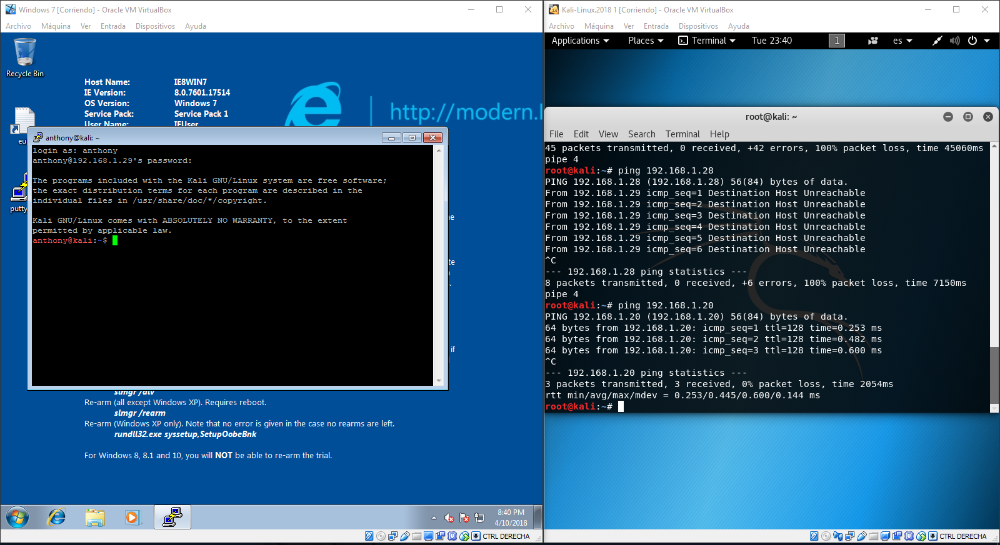 Windows 7 [Corriendo] - Oracle VM VirtualBox
Archivo Máquina Ver Entrada Dispositivos Ayuda
Recycle Bin
Host Name: IE8WIN7
IE Version: 8.0.7601.17514
OS Version: Windows 7
Service Pack: Service Pack 1
User Name: IEUser
http://modern.I
eu
putty
anthony@kali: ~
login as: anthony
anthony@192.168.1.29's password:
The programs included with the Kali GNU/Linux system are free software;
the exact distribution terms for each program are described in the
individual files in /usr/share/doc/*/copyright.
Kali GNU/Linux comes with ABSOLUTELY NO WARRANTY, to the extent
permitted by applicable law.
anthony@kali:~$
ne
te
if
slmgr /dlv
Re-arm (all except Windows XP). Requires reboot.
slmgr /rearm
Re-arm (Windows XP only). Note that no error is given in the case no rearms are left.
rundll32.exe syssetup,SetupOobeBnk
For Windows 8, 8.1 and 10, you will NOT be able to re-arm the trial.
8:40 PM
4/10/2018
CTRL DERECHA
Kali-Linux.2018 1 [Corriendo] - Oracle VM VirtualBox
Archivo Máquina Ver Entrada Dispositivos Ayuda
Applications Places Terminal Tue 23:40 1 es
root@kali: ~
File Edit View Search Terminal Help
45 packets transmitted, 0 received, +42 errors, 100% packet loss, time 45060ms
pipe 4
root@kali:~# ping 192.168.1.28
PING 192.168.1.28 (192.168.1.28) 56(84) bytes of data.
From 192.168.1.29 icmp_seq=1 Destination Host Unreachable
From 192.168.1.29 icmp_seq=2 Destination Host Unreachable
From 192.168.1.29 icmp_seq=3 Destination Host Unreachable
From 192.168.1.29 icmp_seq=4 Destination Host Unreachable
From 192.168.1.29 icmp_seq=5 Destination Host Unreachable
From 192.168.1.29 icmp_seq=6 Destination Host Unreachable
^C
--- 192.168.1.28 ping statistics ---
8 packets transmitted, 0 received, +6 errors, 100% packet loss, time 7150ms
pipe 4
root@kali:~# ping 192.168.1.20
PING 192.168.1.20 (192.168.1.20) 56(84) bytes of data.
64 bytes from 192.168.1.20: icmp_seq=1 ttl=128 time=0.253 ms
64 bytes from 192.168.1.20: icmp_seq=2 ttl=128 time=0.482 ms
64 bytes from 192.168.1.20: icmp_seq=3 ttl=128 time=0.600 ms
^C
--- 192.168.1.20 ping statistics ---
3 packets transmitted, 3 received, 0% packet loss, time 2054ms
rtt min/avg/max/mdev = 0.253/0.445/0.600/0.144 ms
root@kali:~#
CTRL DERECHA